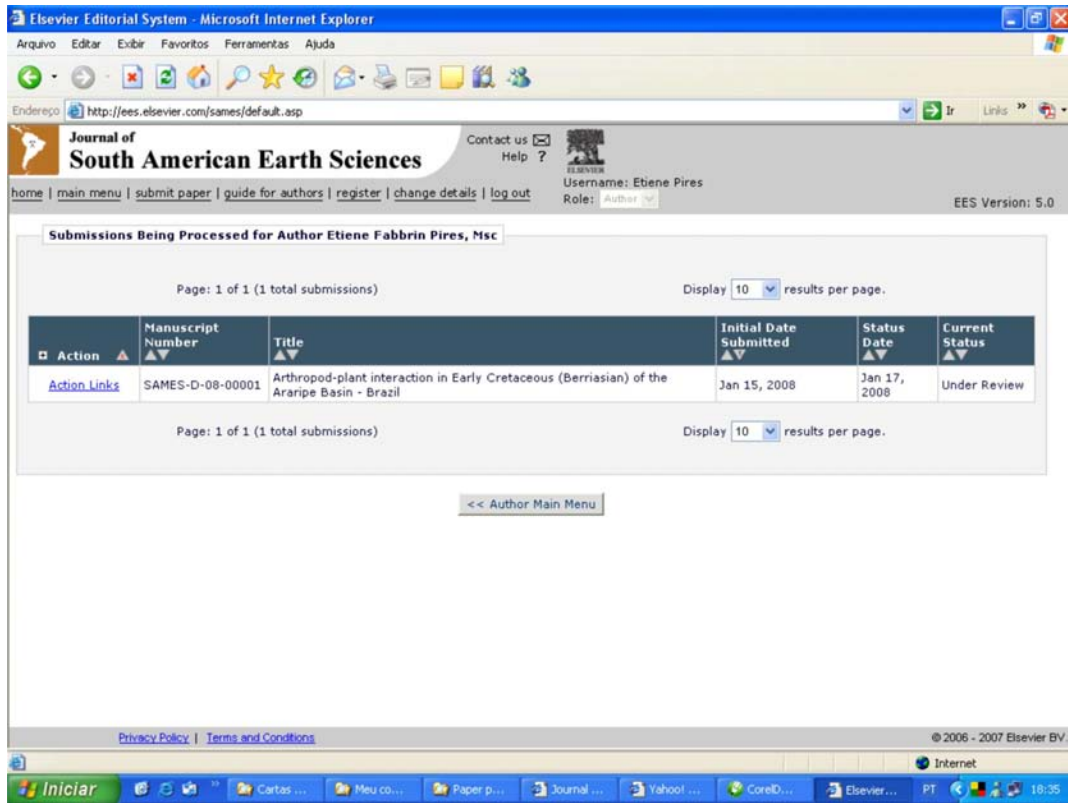 Elsevier Editorial System - Microsoft Internet Explorer
Arquivo Editar Exibir Favoritos Ferramentas Ajuda
Endereço http://ees.elsevier.com/sames/default.asp Ir Links »
Journal of
South American Earth Sciences
Contact us
Help ?
ELSEVIER
Username: Etiene Pires
Role: Author
home | main menu | submit paper | guide for authors | register | change details | log out
EES Version: 5.0
Submissions Being Processed for Author Etiene Fabbrin Pires, Msc
Page: 1 of 1 (1 total submissions) Display 10 results per page.
Action
Manuscript Number
Title
Initial Date Submitted
Status Date
Current Status
Action Links SAMES-D-08-00001 Arthropod-plant interaction in Early Cretaceous (Berriasian) of the
Araripe Basin - Brazil
Jan 15, 2008
Jan 17,
2008
Under Review
Page: 1 of 1 (1 total submissions) Display 10 results per page.
<< Author Main Menu
Privacy Policy | Terms and Conditions © 2006 - 2007 Elsevier BV.
Internet
Iniciar » Cartas ... Meu co... Paper p... Journal ... Yahoo! ... CorelD... Elsevier... PT 18:35